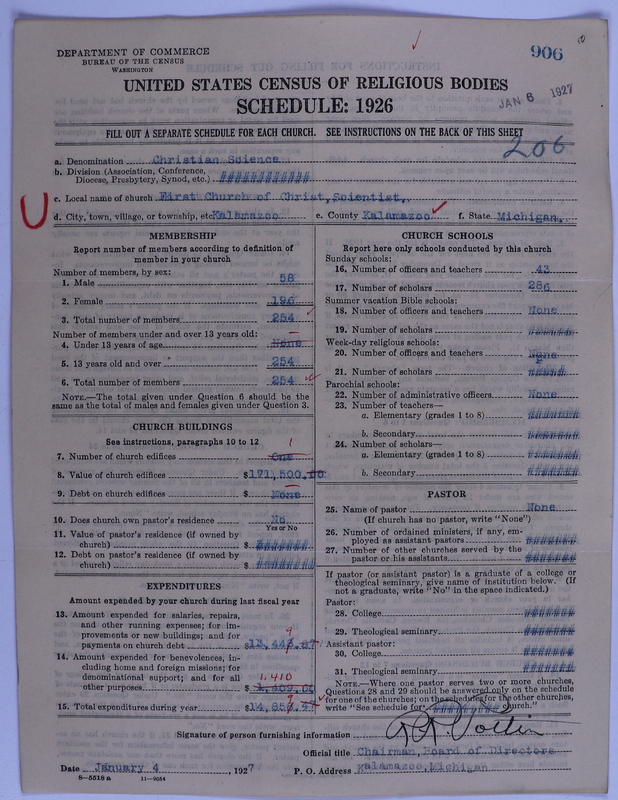 906
DEPARTMENT OF COMMERCE
BUREAU OF THE CENSUS
WASHINGTON
UNITED STATES CENSUS OF RELIGIOUS BODIES
SCHEDULE: 1926
JAN 6 1927
FILL OUT A SEPARATE SCHEDULE FOR EACH CHURCH. SEE INSTRUCTIONS ON THE BACK OF THIS SHEET
206
a. Denomination Christian Science
b. Division (Association, Conference, Diocese, Presbytery, Synod, etc.) ############
c. Local name of church First Church of Christ, Scientist,
d. City, town, village, or township, etc. Kalamazoo e. County Kalamazoo f. State Michigan.
MEMBERSHIP
Report number of members according to definition of
member in your church
Number of members, by sex:
1. Male 58
2. Female 196
3. Total number of members 254
Number of members under and over 13 years old:
4. Under 13 years of age None
5. 13 years old and over 254
6. Total number of members 254
NOTE.—The total given under Question 6 should be
same as the total of males and females given under Question 3.
CHURCH BUILDINGS
See instructions, paragraphs 10 to 12
7. Number of church edifices One 1
8. Value of church edifices $171,500.00
9. Debt on church edifices $ None
10. Does church own pastor's residence No
Yes or No
11. Value of pastor's residence (if owned by
church) $ #######
12. Debt on pastor's residence (if owned by
church) $ #######
EXPENDITURES
Amount expended by your church during last fiscal year
13. Amount expended for salaries, repairs,
and other running expenses; for im-
provements or new buildings; and for
payments on church debt
14. Amount expended for benevolences, in-
cluding home and foreign missions; for
denominational support; and for all
other purposes 1,410 $ 1,409.60
15. Total expenditures during year
CHURCH SCHOOLS
Report here only schools conducted by this church
Sunday schools:
16. Number of officers and teachers 43
17. Number of scholars 286
Summer vacation Bible schools:
18. Number of officers and teachers None
19. Number of scholars #######
Week-day religious schools:
20. Number of officers and teachers None
21. Number of scholars ######
Parochial schools:
22. Number of administrative officers None
23. Number of teachers—
a. Elementary (grades 1 to 8) #######
b. Secondary #######
24. Number of scholars—
a. Elementary (grades 1 to 8) #######
b. Secondary #######
PASTOR
25. Name of pastor None
(If church has no pastor, write "None")
26. Number of ordained ministers, if any, em-
ployed as assistant pastors #######
27. Number of other churches served by the
pastor or his assistants #######
If pastor (or assistant pastor) is a graduate of a college or
theological seminary, give name of institution below. (If
not a graduate, write "No" in the space indicated.)
Pastor:
28. College #######
29. Theological seminary #######
Assistant pastor:
30. College #######
31. Theological seminary #######
NOTE.—Where one pastor serves two or more churches,
Questions 28 and 29 should be answered only on the schedule
for one of the churches; on the schedules for the other churches,
write "See schedule for ######## church."
Signature of person furnishing information
Official title Chairman, Board of Directors
Date January 4, 1927 P. O. Address Kalamazoo, Michigan
8—5518 a 11—9054